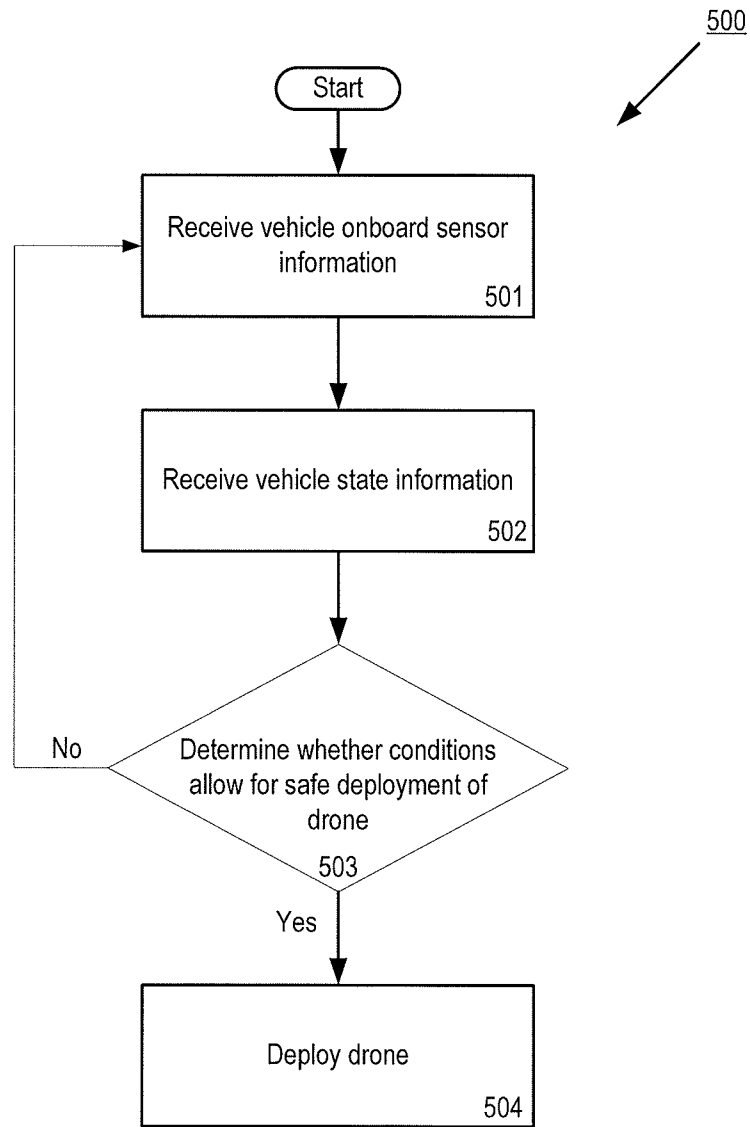 500
Start
Receive vehicle onboard sensor
information
501
Receive vehicle state information
502
No
Determine whether conditions
allow for safe deployment of
drone
503
Yes
Deploy drone
504